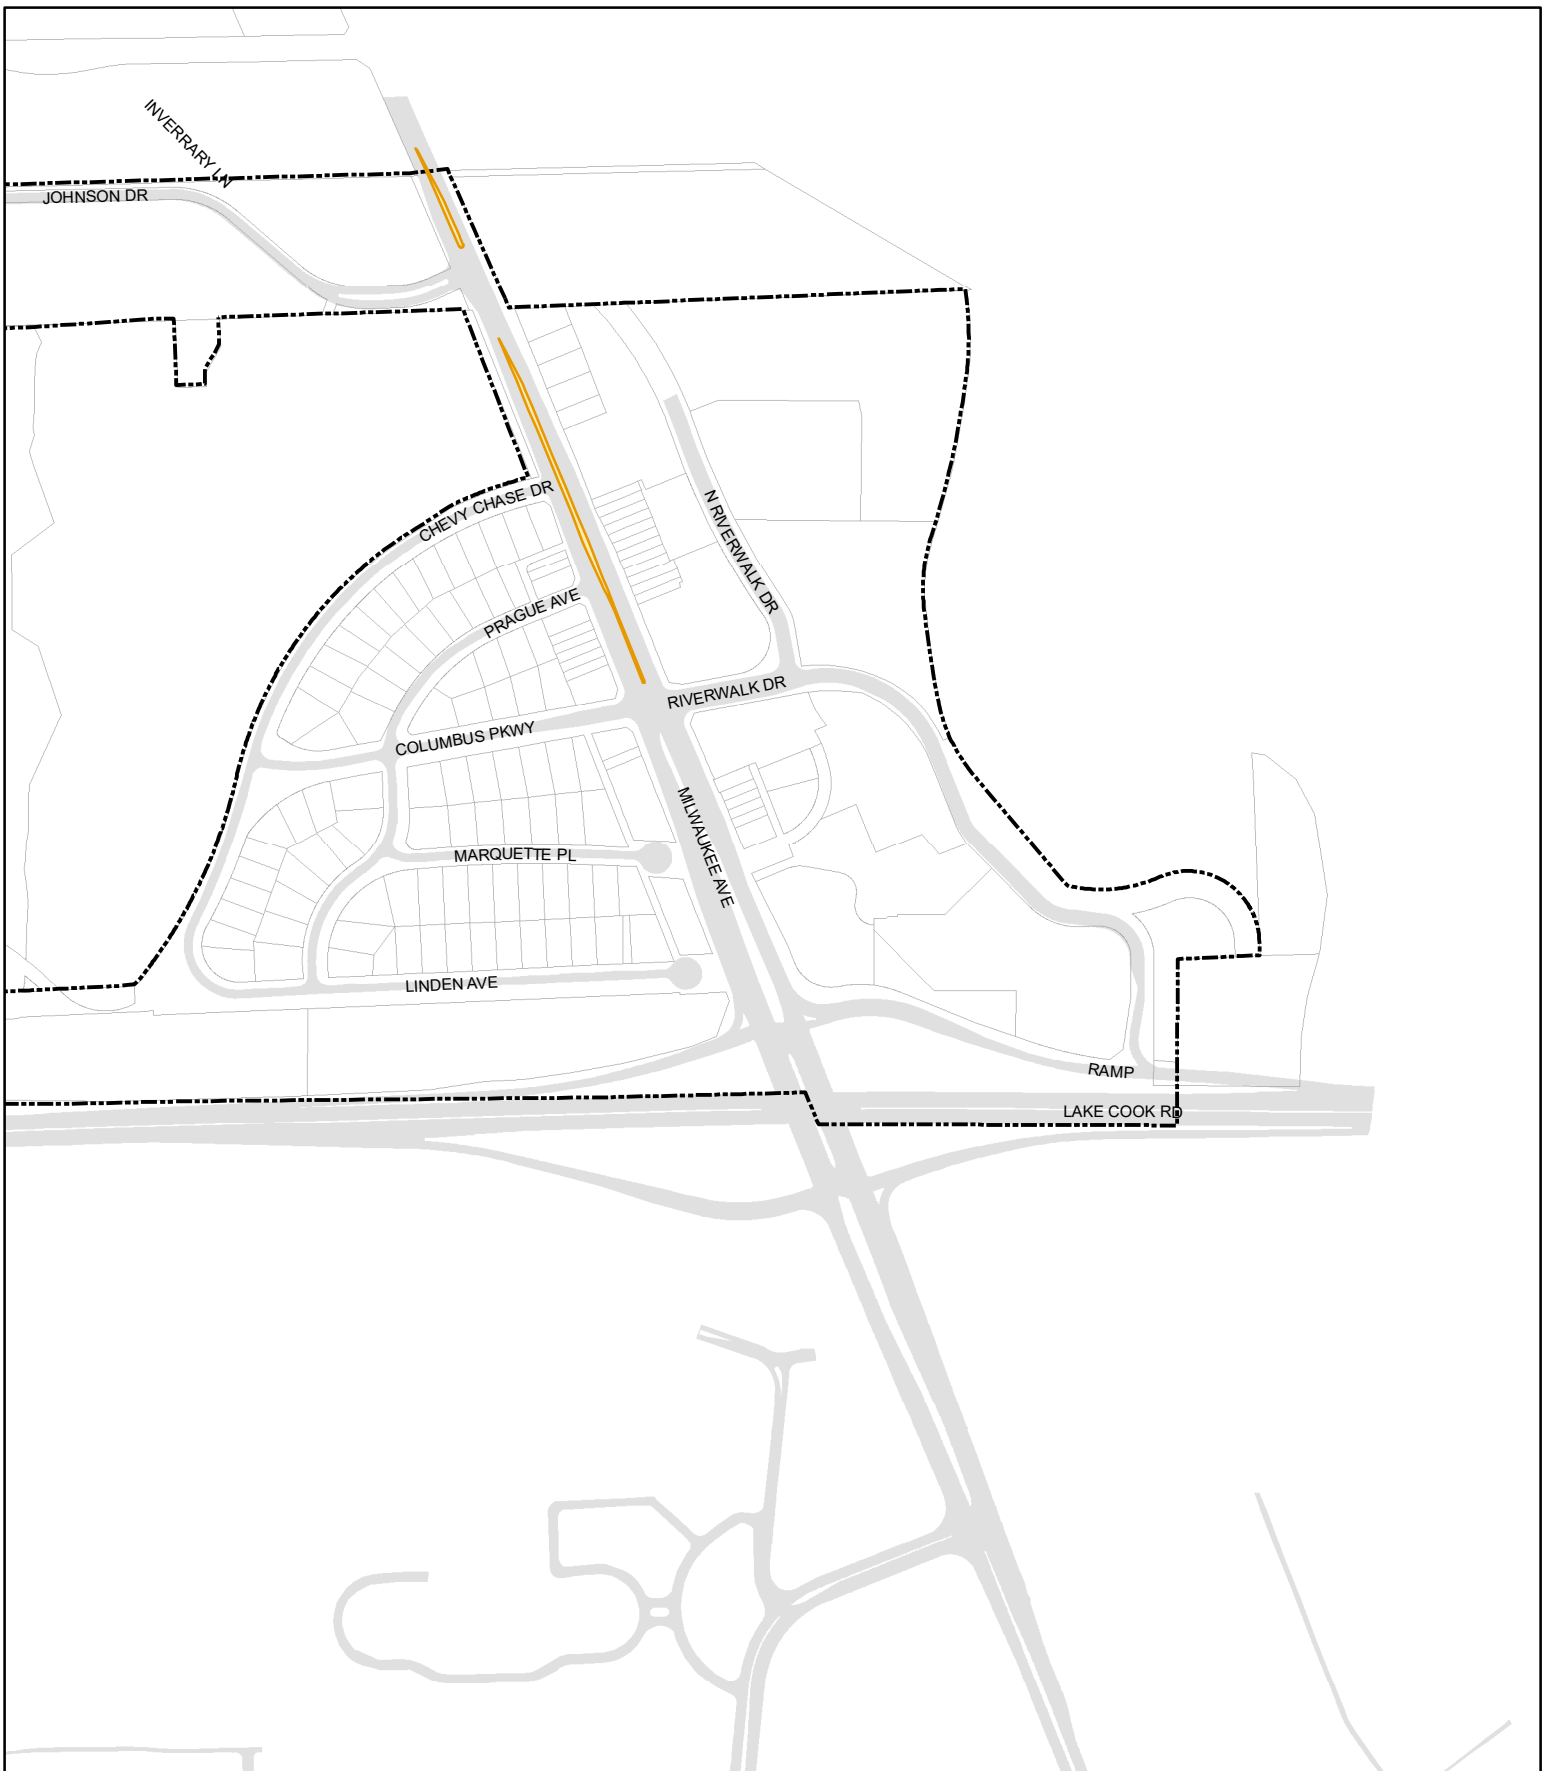 INVERRARY LN
JOHNSON DR
CHEVY CHASE DR
N RIVERWALK DR
PRAGUE AVE
RIVERWALK DR
COLUMBUS PKWY
MILWAUKEE AVE
MARQUETTE PL
LINDEN AVE
RAMP
LAKE COOK RD